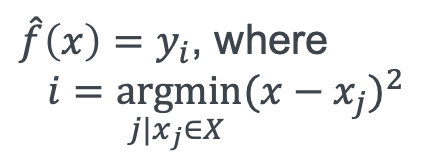 f̂(x) = yᵢ, where
i = argmin(x − xⱼ)²
j|xⱼ∈X